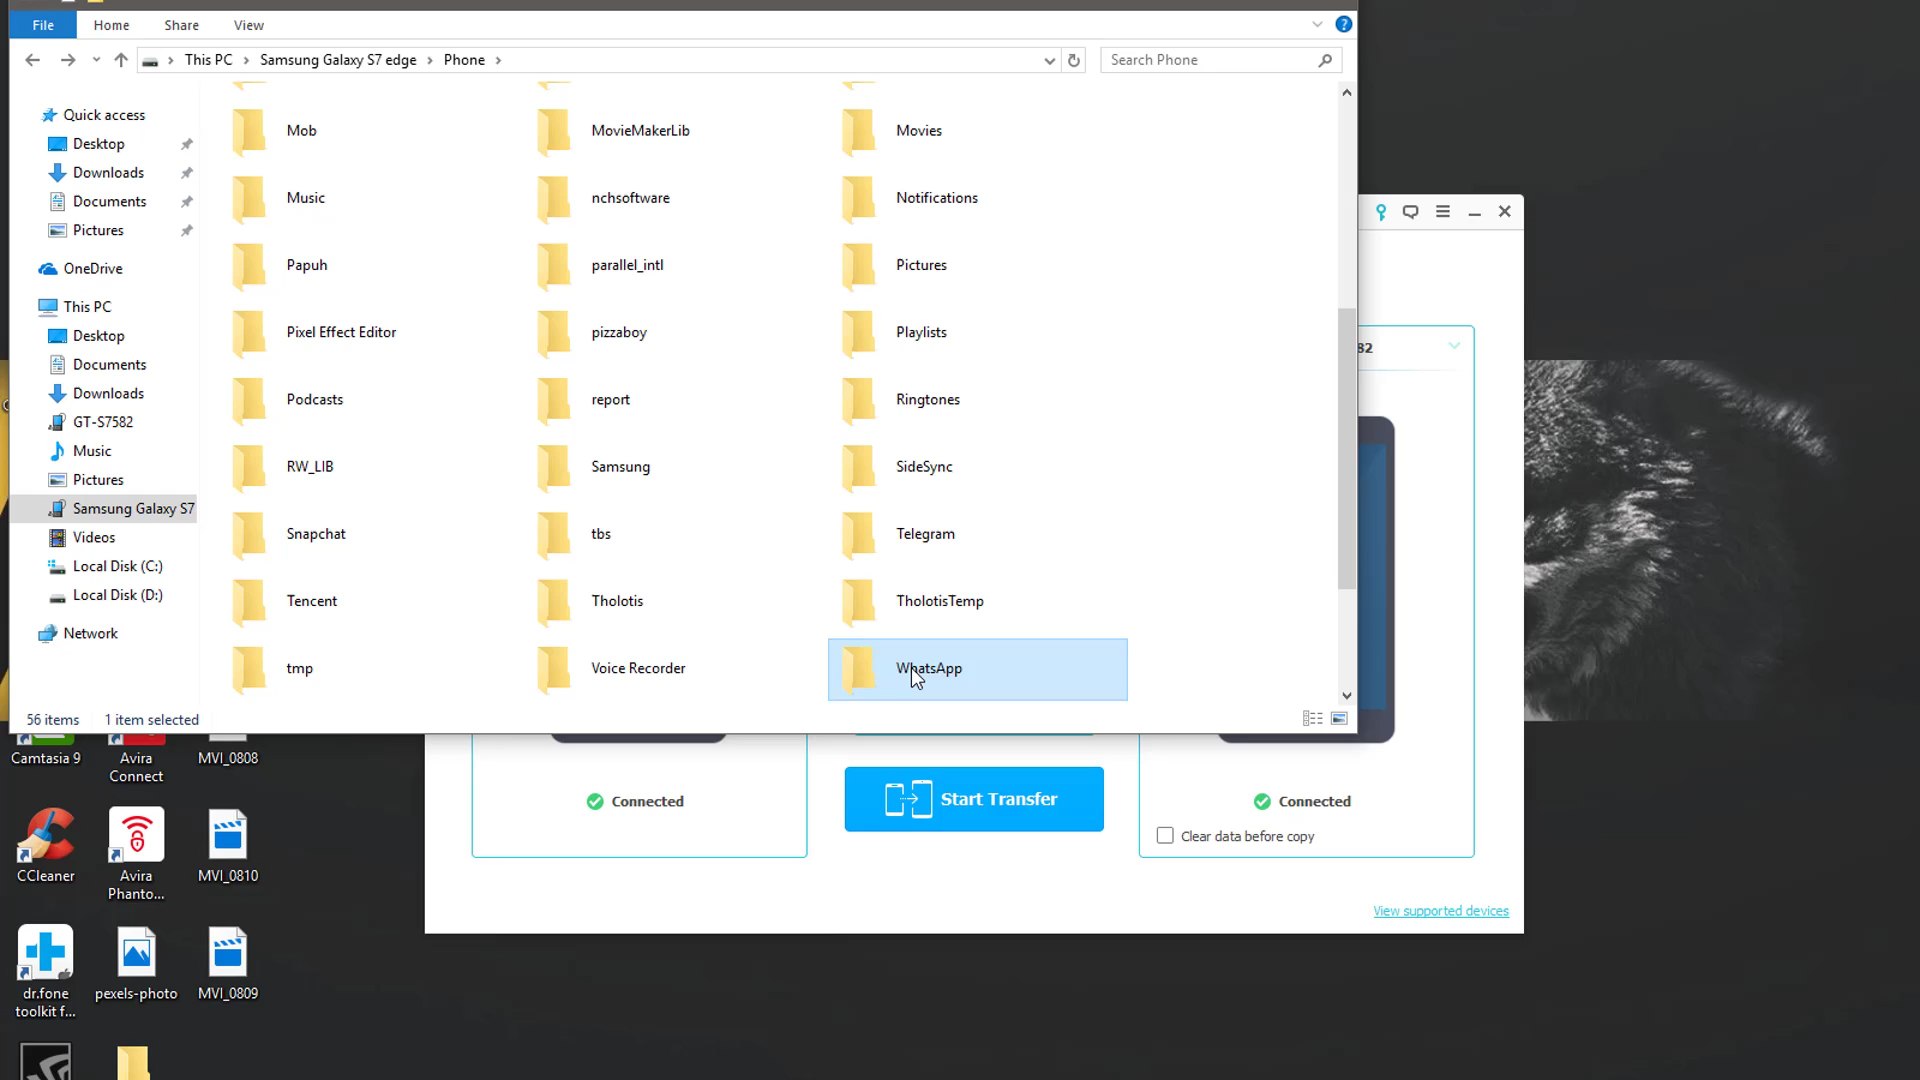 File
Home
Share
View
This PC
Samsung Galaxy S7 edge
Phone
Search Phone
Quick access
Desktop
Downloads
Documents
Pictures
OneDrive
This PC
Desktop
Documents
Downloads
GT-S7582
Music
Pictures
Samsung Galaxy S7
Videos
Local Disk (C:)
Local Disk (D:)
Network
Mob
MovieMakerLib
Movies
Music
nchsoftware
Notifications
Papuh
parallel_intl
Pictures
Pixel Effect Editor
pizzaboy
Playlists
Podcasts
report
Ringtones
RW_LIB
Samsung
SideSync
Snapchat
tbs
Telegram
Tencent
Tholotis
TholotisTemp
tmp
Voice Recorder
WhatsApp
56 items
1 item selected
82
Connected
Start Transfer
Connected
Clear data before copy
View supported devices
Camtasia 9
Avira
Connect
MVI_0808
CCleaner
Avira
Phanto...
MVI_0810
dr.fone
toolkit f...
pexels-photo
MVI_0809